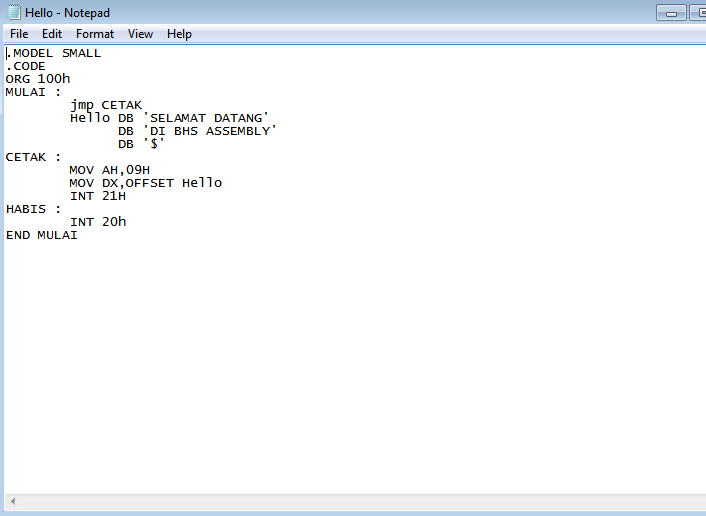 Hello - Notepad
File Edit Format View Help
.MODEL SMALL
.CODE
ORG 100h
MULAI :
        jmp CETAK
        Hello DB 'SELAMAT DATANG'
              DB 'DI BHS ASSEMBLY'
              DB '$'
CETAK :
        MOV AH,09H
        MOV DX,OFFSET Hello
        INT 21H
HABIS :
        INT 20h
END MULAI